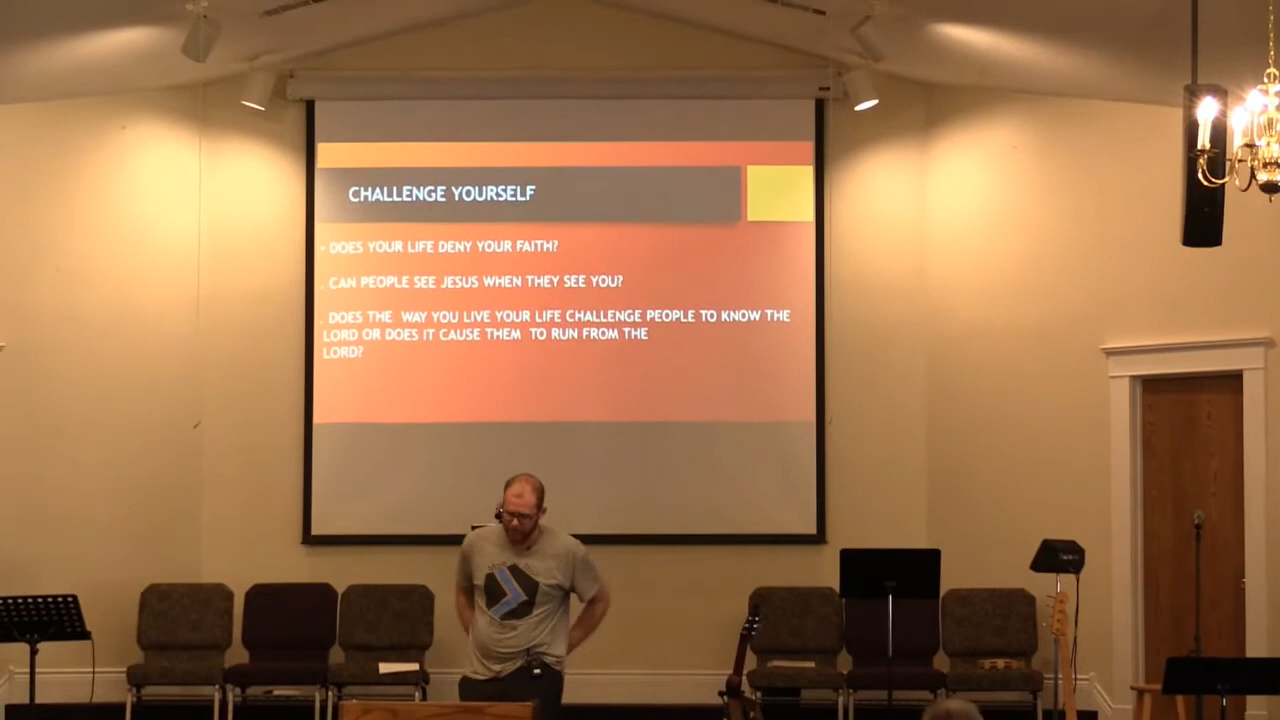 CHALLENGE YOURSELF
• DOES YOUR LIFE DENY YOUR FAITH?
. CAN PEOPLE SEE JESUS WHEN THEY SEE YOU?
. DOES THE WAY YOU LIVE YOUR LIFE CHALLENGE PEOPLE TO KNOW THE
LORD OR DOES IT CAUSE THEM TO RUN FROM THE
LORD?